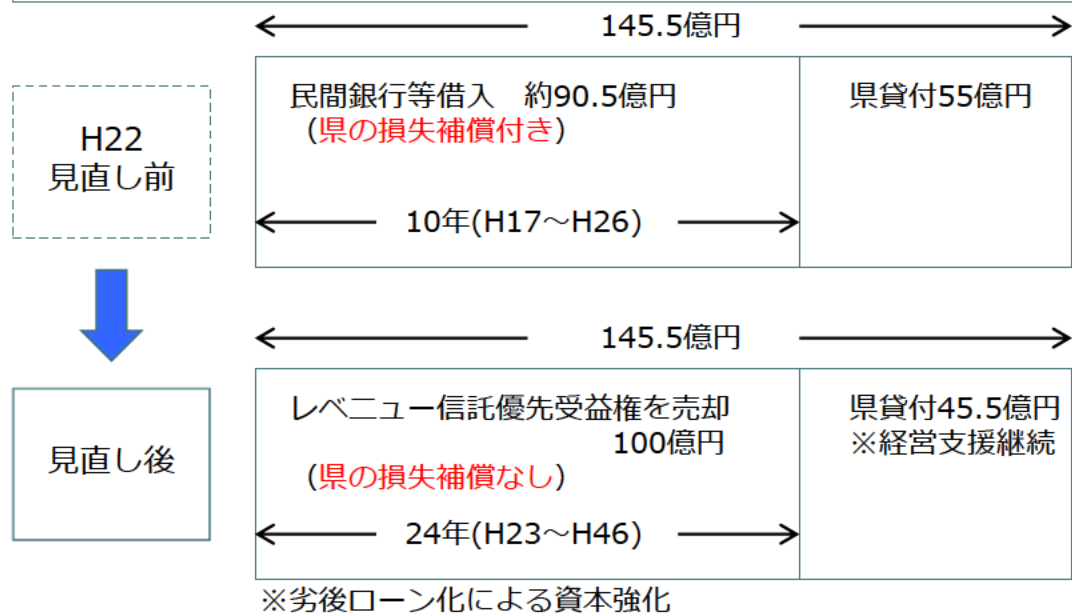 145.5億円
H22
見直し前
民間銀行等借入　約90.5億円
(県の損失補償付き)
県貸付55億円
10年(H17～H26)
145.5億円
見直し後
レベニュー信託優先受益権を売却
100億円
(県の損失補償なし)
県貸付45.5億円
※経営支援継続
24年(H23～H46)
※劣後ローン化による資本強化